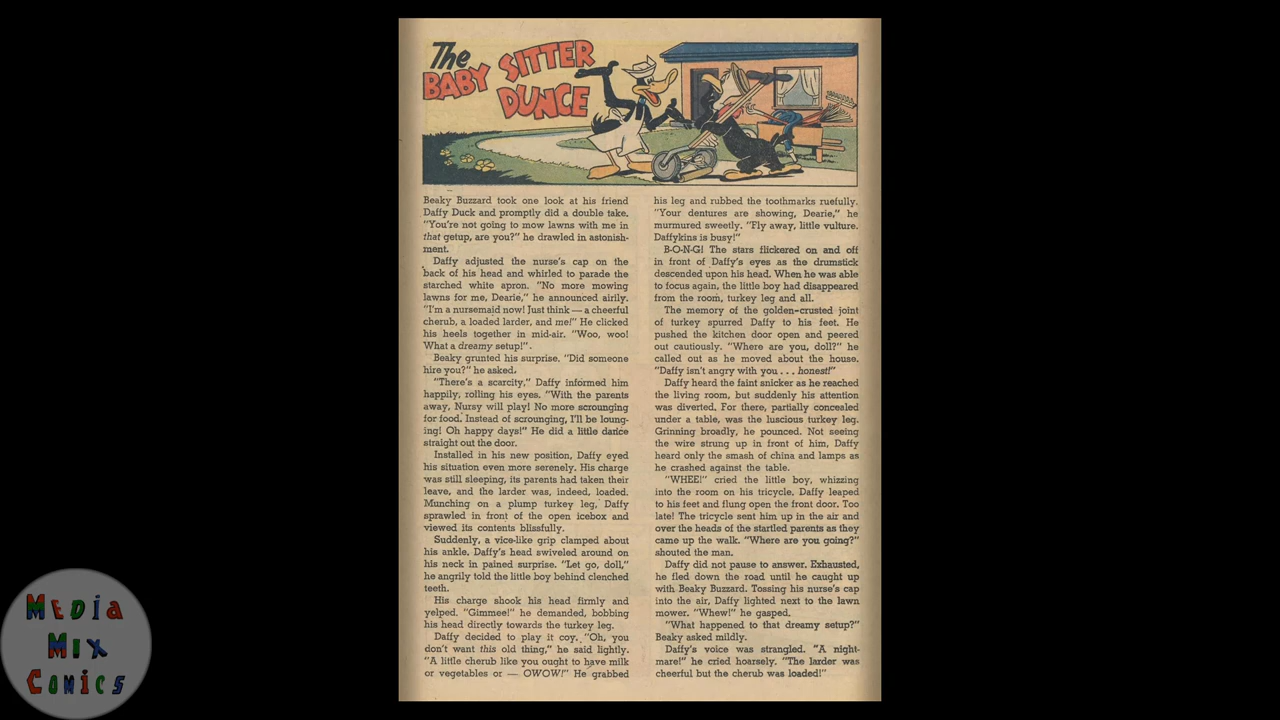 The
BABY SITTER
DUNCE
Beaky Buzzard took one look at his friend
Daffy Duck and promptly did a double take.
"You're not going to mow lawns with me in
that getup, are you?" he drawled in astonish-
ment.
Daffy adjusted the nurse's cap on the
back of his head and whirled to parade the
starched white apron. "No more mowing
lawns for me, Dearie," he announced airily.
"I'm a nursemaid now! Just think — a cheerful
cherub, a loaded larder, and me!" He clicked
his heels together in mid-air. "Woo, woo!
What a dreamy setup!".
Beaky grunted his surprise. "Did someone
hire you?" he asked.
"There's a scarcity," Daffy informed him
happily, rolling his eyes. "With the parents
away, Nursy will play! No more scrounging
for food. Instead of scrounging, I'll be loung-
ing! Oh happy days!" He did a little dance
straight out the door.
Installed in his new position, Daffy eyed
his situation even more serenely. His charge
was still sleeping, its parents had taken their
leave, and the larder was, indeed, loaded.
Munching on a plump turkey leg, Daffy
sprawled in front of the open icebox and
viewed its contents blissfully.
Suddenly, a vice-like grip clamped about
his ankle. Daffy's head swiveled around on
his neck in pained surprise. "Let go, doll,"
he angrily told the little boy behind clenched
teeth.
His charge shook his head firmly and
yelped. "Gimmee!" he demanded, bobbing
his head directly towards the turkey leg.
Daffy decided to play it coy. "Oh, you
don't want this old thing," he said lightly.
"A little cherub like you ought to have milk
or vegetables or — OWOW!" He grabbed
his leg and rubbed the toothmarks ruefully.
"Your dentures are showing, Dearie," he
murmured sweetly. "Fly away, little vulture.
Daffykins is busy!"
B-O-N-G! The stars flickered on and off
in front of Daffy's eyes as the drumstick
descended upon his head. When he was able
to focus again, the little boy had disappeared
from the room, turkey leg and all.
The memory of the golden-crusted joint
of turkey spurred Daffy to his feet. He
pushed the kitchen door open and peered
out cautiously. "Where are you, doll?" he
called out as he moved about the house.
"Daffy isn't angry with you . . . honest!"
Daffy heard the faint snicker as he reached
the living room, but suddenly his attention
was diverted. For there, partially concealed
under a table, was the luscious turkey leg.
Grinning broadly, he pounced. Not seeing
the wire strung up in front of him, Daffy
heard only the smash of china and lamps as
he crashed against the table.
"WHEE!" cried the little boy, whizzing
into the room on his tricycle. Daffy leaped
to his feet and flung open the front door. Too
late! The tricycle sent him up in the air and
over the heads of the startled parents as they
came up the walk. "Where are you going?"
shouted the man.
Daffy did not pause to answer. Exhausted,
he fled down the road until he caught up
with Beaky Buzzard. Tossing his nurse's cap
into the air, Daffy lighted next to the lawn
mower. "Whew!" he gasped.
"What happened to that dreamy setup?"
Beaky asked mildly.
Daffy's voice was strangled. "A night-
mare!" he cried hoarsely. "The larder was
cheerful but the cherub was loaded!"
MEDIA
MIX
COMICS